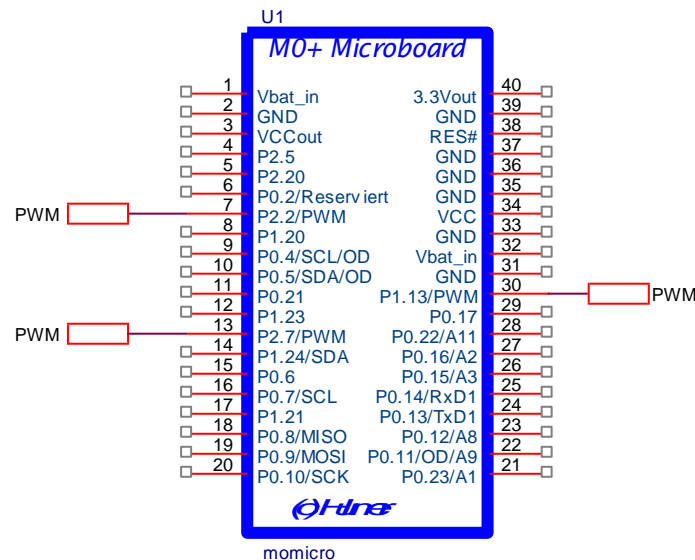 U1
M0+ Microboard
1 Vbat_in
2 GND
3 VCCout
4 P2.5
5 P2.20
6 P0.2/Reserviert
PWM 7 P2.2/PWM
8 P1.20
9 P0.4/SCL/OD
10 P0.5/SDA/OD
11 P0.21
12 P1.23
PWM 13 P2.7/PWM
14 P1.24/SDA
15 P0.6
16 P0.7/SCL
17 P1.21
18 P0.8/MISO
19 P0.9/MOSI
20 P0.10/SCK
3.3Vout 40
GND 39
RES# 38
GND 37
GND 36
GND 35
VCC 34
GND 33
Vbat_in 32
GND 31
P1.13/PWM 30 PWM
P0.17 29
P0.22/A11 28
P0.16/A2 27
P0.15/A3 26
P0.14/RxD1 25
P0.13/TxD1 24
P0.12/A8 23
P0.11/OD/A9 22
P0.23/A1 21
momicro